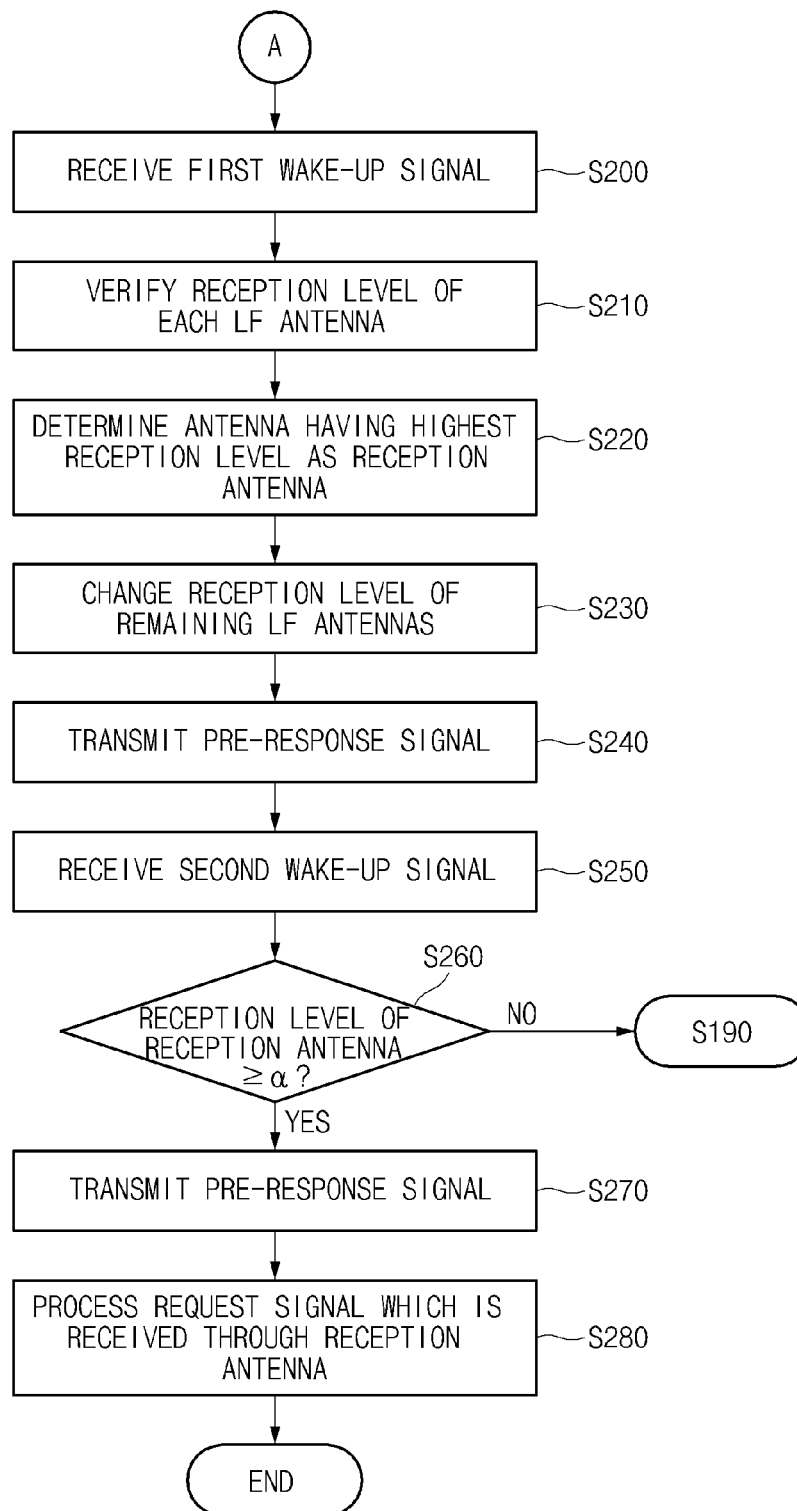 A
RECEIVE FIRST WAKE-UP SIGNAL
S200
VERIFY RECEPTION LEVEL OF
EACH LF ANTENNA
S210
DETERMINE ANTENNA HAVING HIGHEST
RECEPTION LEVEL AS RECEPTION
ANTENNA
S220
CHANGE RECEPTION LEVEL OF
REMAINING LF ANTENNAS
S230
TRANSMIT PRE-RESPONSE SIGNAL
S240
RECEIVE SECOND WAKE-UP SIGNAL
S250
S260
RECEPTION LEVEL OF
RECEPTION ANTENNA
≥ α ?
NO
S190
YES
TRANSMIT PRE-RESPONSE SIGNAL
S270
PROCESS REQUEST SIGNAL WHICH IS
RECEIVED THROUGH RECEPTION
ANTENNA
S280
END